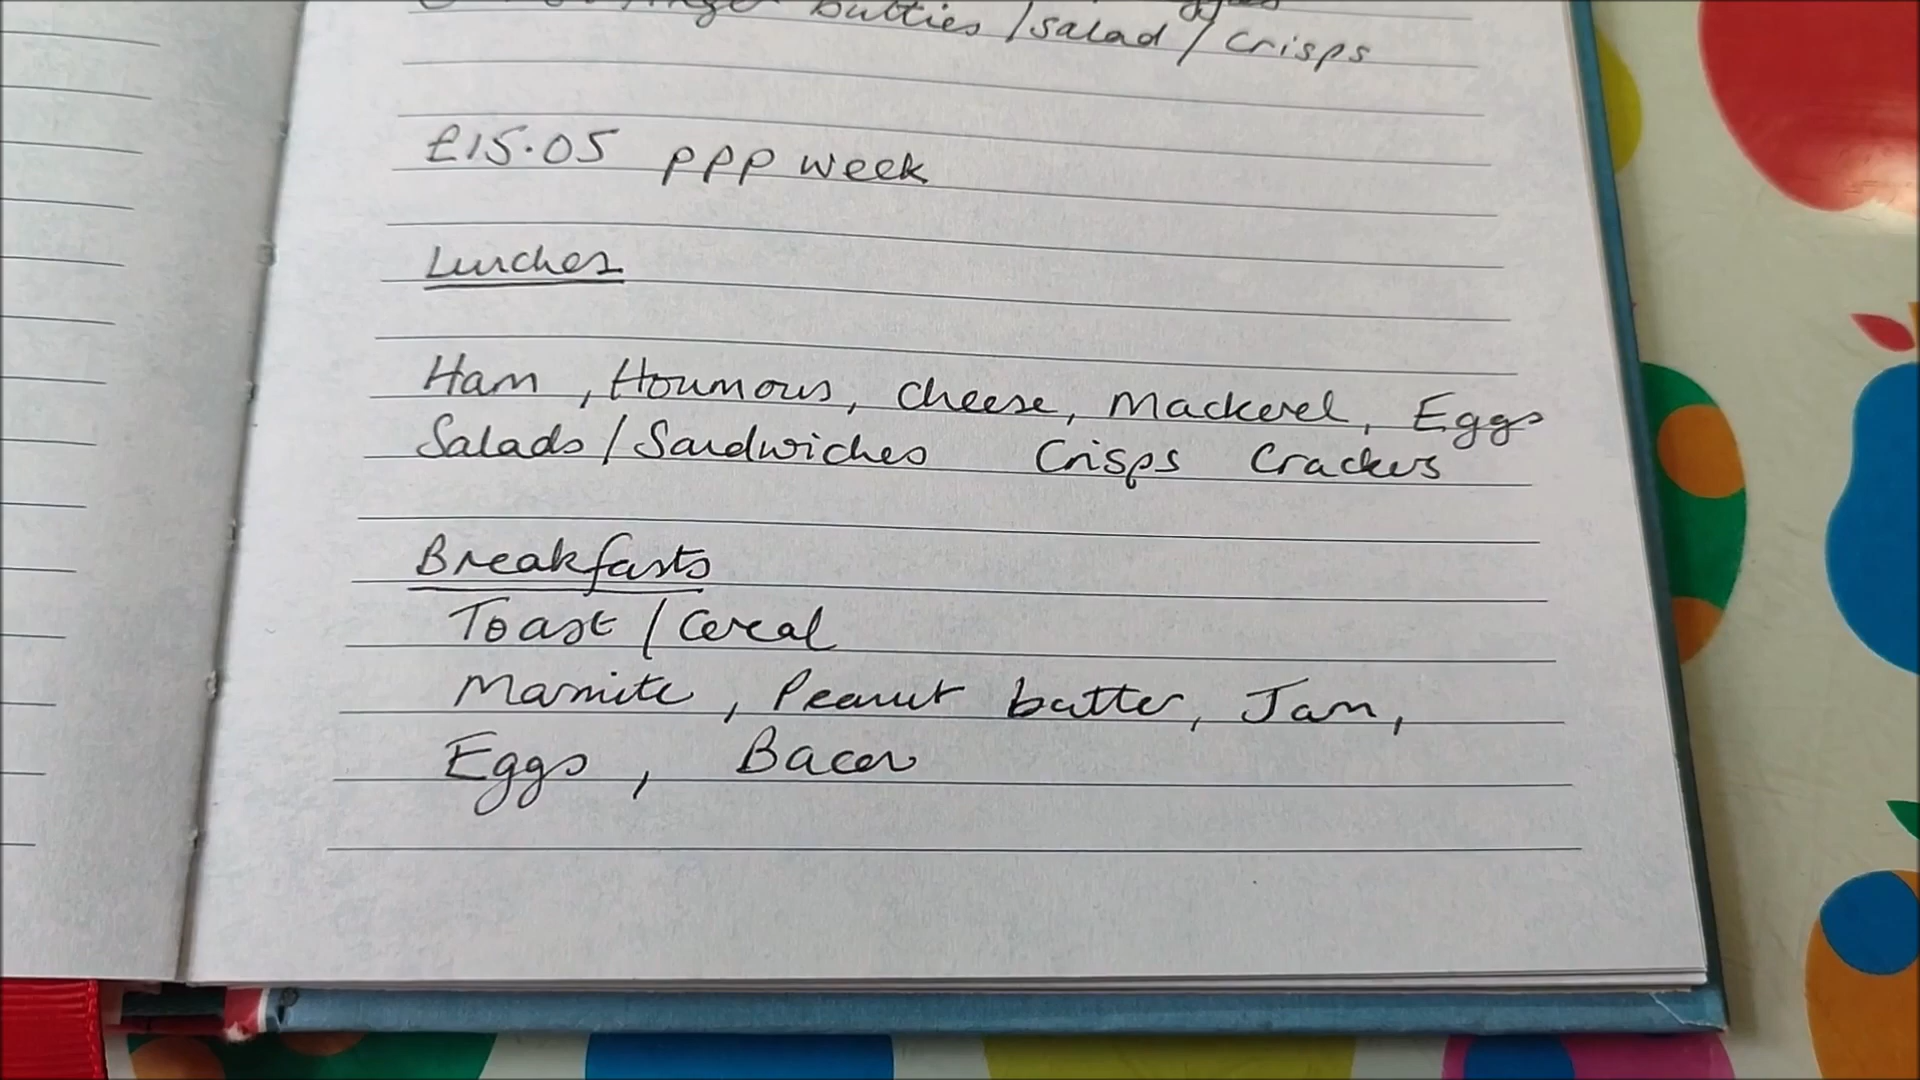 butties / salad / crisps
£15.05 ppp week
Lunches
Ham , Houmous, cheese, Mackerel, Eggs
Salads / Sandwiches Crisps Crackers
Breakfasts
Toast / Cereal
Marmite , Peanut butter, Jam,
Eggs , Bacon